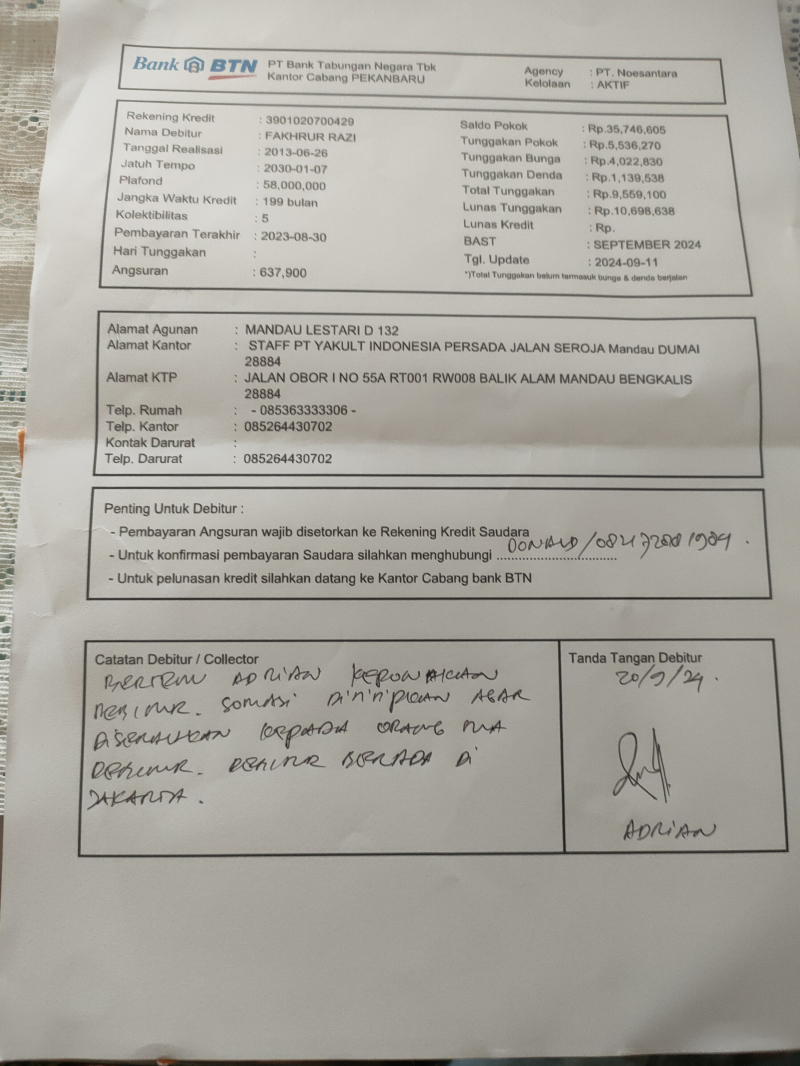 Bank BTN
PT Bank Tabungan Negara Tbk
Kantor Cabang PEKANBARU
Agency : PT. Noesantara
Kelolaan : AKTIF
Rekening Kredit : 3901020700429
Nama Debitur : FAKHRUR RAZI
Tanggal Realisasi : 2013-06-26
Jatuh Tempo : 2030-01-07
Plafond : 58,000,000
Jangka Waktu Kredit : 199 bulan
Kolektibilitas : 5
Pembayaran Terakhir : 2023-08-30
Hari Tunggakan :
Angsuran : 637,900
Saldo Pokok : Rp.35,746,605
Tunggakan Pokok : Rp.5,536,270
Tunggakan Bunga : Rp.4,022,830
Tunggakan Denda : Rp.1,139,538
Total Tunggakan : Rp.9,559,100
Lunas Tunggakan : Rp.10,698,638
Lunas Kredit : Rp.
BAST : SEPTEMBER 2024
Tgl. Update : 2024-09-11
*)Total Tunggakan belum termasuk bunga & denda berjalan
Alamat Agunan : MANDAU LESTARI D 132
Alamat Kantor : STAFF PT YAKULT INDONESIA PERSADA JALAN SEROJA Mandau DUMAI
28884
Alamat KTP : JALAN OBOR I NO 55A RT001 RW008 BALIK ALAM MANDAU BENGKALIS
28884
Telp. Rumah : - 085363333306 -
Telp. Kantor : 085264430702
Kontak Darurat :
Telp. Darurat : 085264430702
Penting Untuk Debitur :
- Pembayaran Angsuran wajib disetorkan ke Rekening Kredit Saudara
- Untuk konfirmasi pembayaran Saudara silahkan menghubungi DONALD /
- Untuk pelunasan kredit silahkan datang ke Kantor Cabang bank BTN
Catatan Debitur / Collector
BERTEMU ADRIAN KEPONAKAN
DEBITUR. SOMASI DITITIPKAN AGAR
DISERAHKAN KEPADA ORANG TUA
DEBITUR. DEBITUR BERADA DI
JAKARTA.
Tanda Tangan Debitur
20/9/24.
ADRIAN